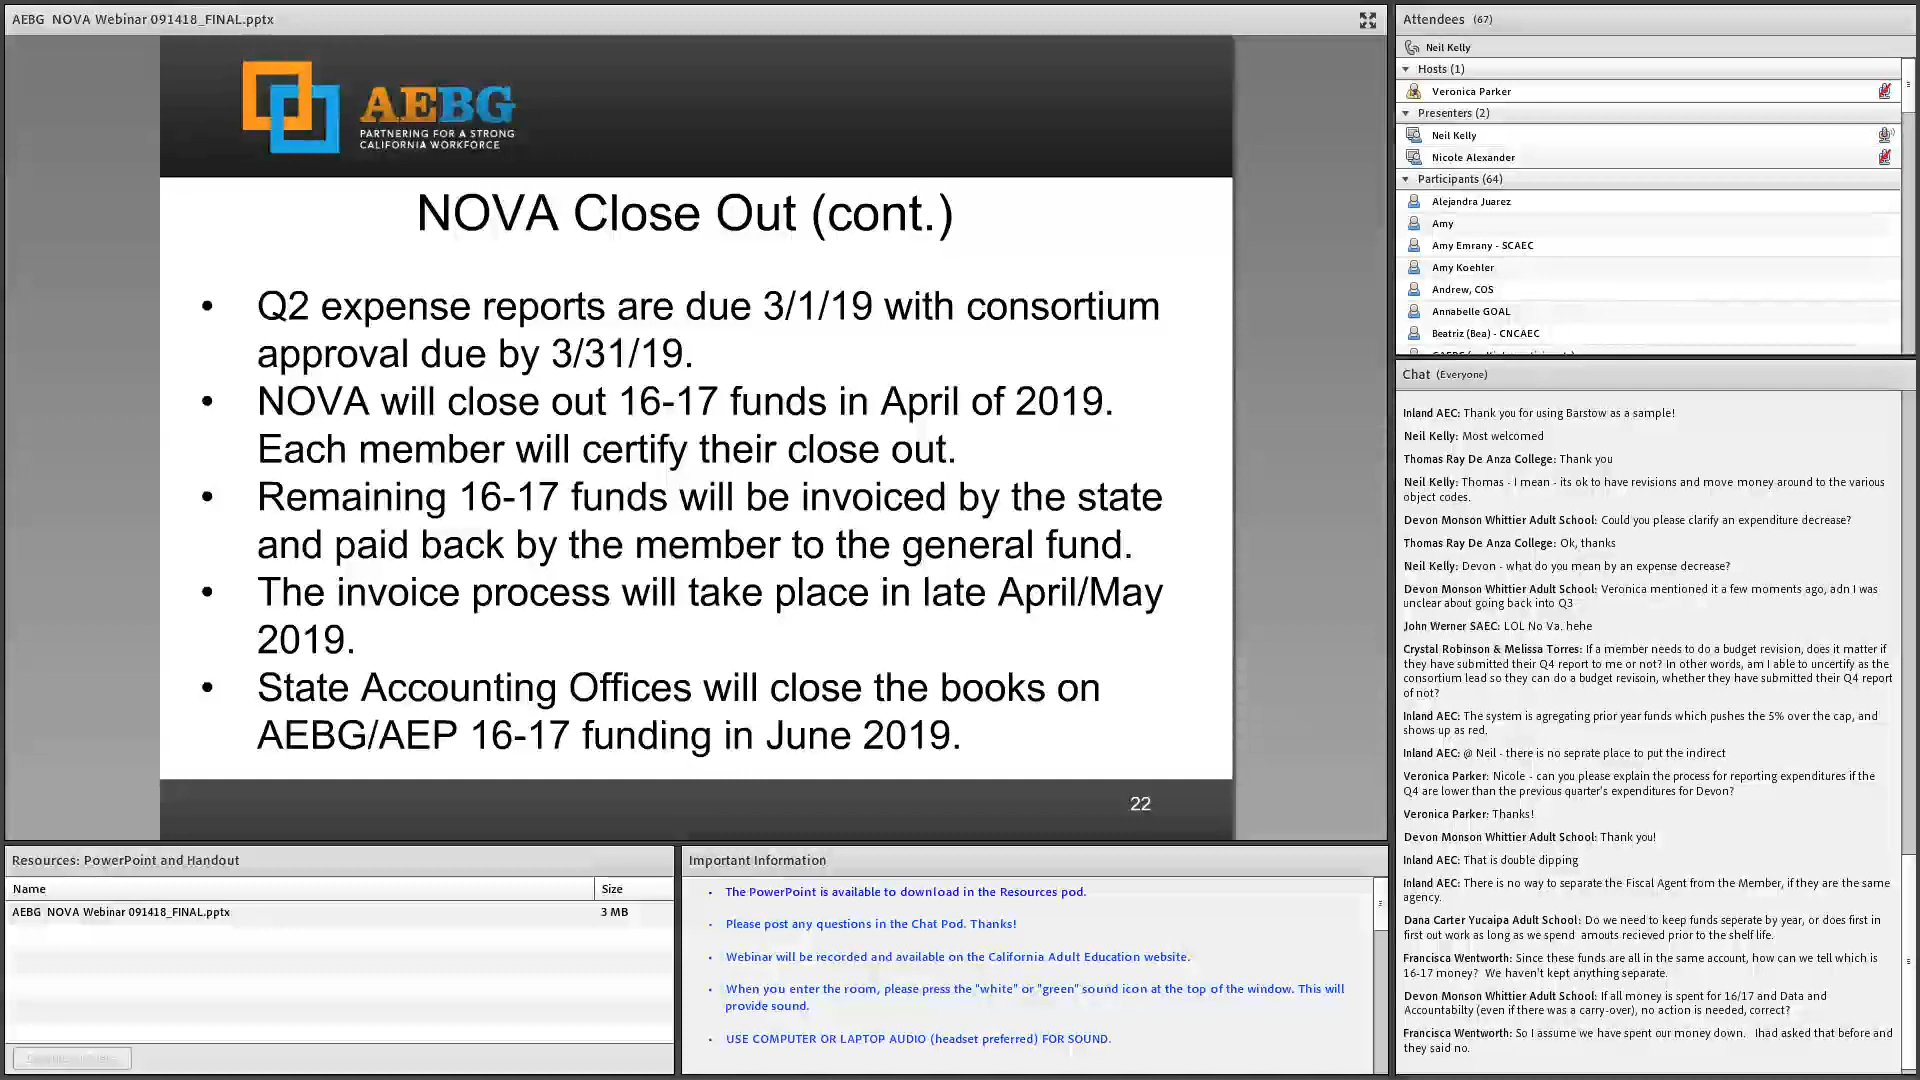 AEBG NOVA Webinar 091418_FINAL.pptx
AEBG
PARTNERING FOR A STRONG
CALIFORNIA WORKFORCE
NOVA Close Out (cont.)
• Q2 expense reports are due 3/1/19 with consortium
approval due by 3/31/19.
• NOVA will close out 16-17 funds in April of 2019.
Each member will certify their close out.
• Remaining 16-17 funds will be invoiced by the state
and paid back by the member to the general fund.
• The invoice process will take place in late April/May
2019.
• State Accounting Offices will close the books on
AEBG/AEP 16-17 funding in June 2019.
22
Resources: PowerPoint and Handout
Name Size
AEBG NOVA Webinar 091418_FINAL.pptx 3 MB
Important Information
• The PowerPoint is available to download in the Resources pod.
• Please post any questions in the Chat Pod. Thanks!
• Webinar will be recorded and available on the California Adult Education website.
• When you enter the room, please press the "white" or "green" sound icon at the top of the window. This will
provide sound.
• USE COMPUTER OR LAPTOP AUDIO (headset preferred) FOR SOUND.
Attendees (67)
Neil Kelly
Hosts (1)
Veronica Parker
Presenters (2)
Neil Kelly
Nicole Alexander
Participants (64)
Alejandra Juarez
Amy
Amy Emrany - SCAEC
Amy Koehler
Andrew, COS
Annabelle GOAL
Beatriz (Bea) - CNCAEC
Chat (Everyone)
Inland AEC: Thank you for using Barstow as a sample!
Neil Kelly: Most welcomed
Thomas Ray De Anza College: Thank you
Neil Kelly: Thomas - I mean - its ok to have revisions and move money around to the various
object codes.
Devon Monson Whittier Adult School: Could you please clarify an expenditure decrease?
Thomas Ray De Anza College: Ok, thanks
Neil Kelly: Devon - what do you mean by an expense decrease?
Devon Monson Whittier Adult School: Veronica mentioned it a few moments ago, adn I was
unclear about going back into Q3
John Werner SAEC: LOL No Va. hehe
Crystal Robinson & Melissa Torres: If a member needs to do a budget revision, does it matter if
they have submitted their Q4 report to me or not? In other words, am I able to uncertify as the
consortium lead so they can do a budget revisoin, whether they have submitted their Q4 report
of not?
Inland AEC: The system is agregating prior year funds which pushes the 5% over the cap, and
shows up as red.
Inland AEC: @ Neil - there is no seprate place to put the indirect
Veronica Parker: Nicole - can you please explain the process for reporting expenditures if the
Q4 are lower than the previous quarter's expenditures for Devon?
Veronica Parker: Thanks!
Devon Monson Whittier Adult School: Thank you!
Inland AEC: That is double dipping
Inland AEC: There is no way to separate the Fiscal Agent from the Member, if they are the same
agency.
Dana Carter Yucaipa Adult School: Do we need to keep funds seperate by year, or does first in
first out work as long as we spend amouts recieved prior to the shelf life.
Francisca Wentworth: Since these funds are all in the same account, how can we tell which is
16-17 money? We haven't kept anything separate.
Devon Monson Whittier Adult School: If all money is spent for 16/17 and Data and
Accountabilty (even if there was a carry-over), no action is needed, correct?
Francisca Wentworth: So I assume we have spent our money down. Ihad asked that before and
they said no.